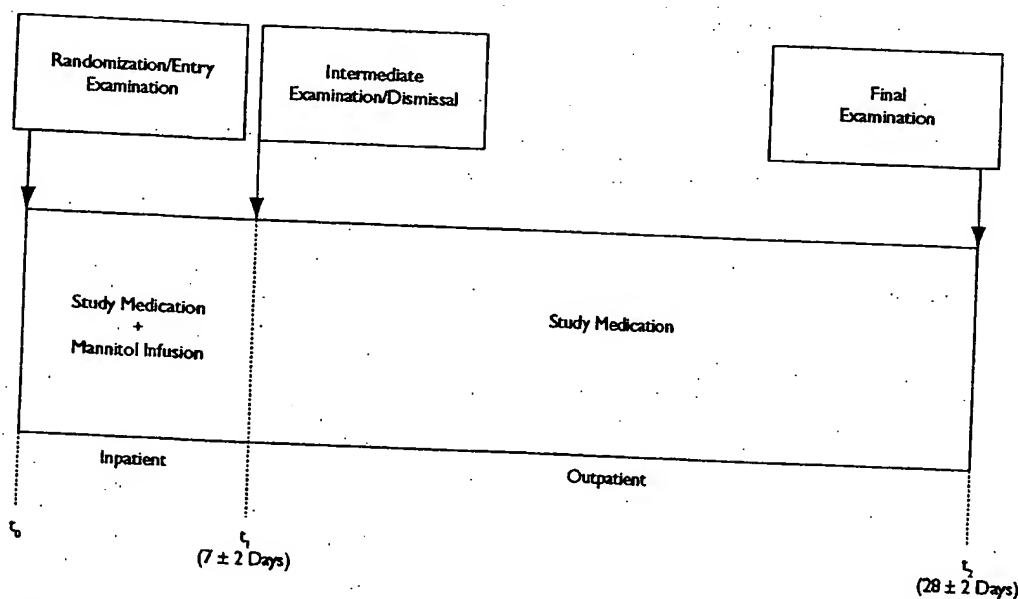 Randomization/Entry
Examination
Intermediate
Examination/Dismissal
Final
Examination
Study Medication
+
Mannitol Infusion
Study Medication
Inpatient
Outpatient
t₀
t₁
(7 ± 2 Days)
t₂
(28 ± 2 Days)